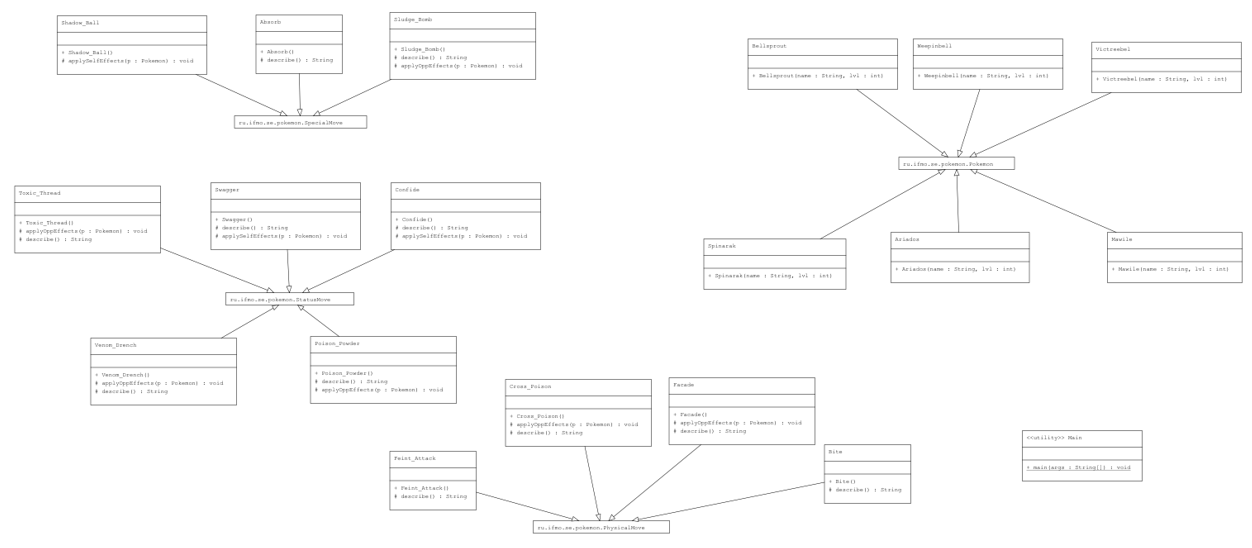 Shadow_Ball
+ Shadow_Ball()
# applySelfEffects(p : Pokemon) : void
Absorb
+ Absorb()
# describe() : String
Sludge_Bomb
+ Sludge_Bomb()
# describe() : String
# applyOppEffects(p : Pokemon) : void
ru.ifmo.se.pokemon.SpecialMove
Bellsprout
+ Bellsprout(name : String, lvl : int)
Weepinbell
+ Weepinbell(name : String, lvl : int)
Victreebel
+ Victreebel(name : String, lvl : int)
ru.ifmo.se.pokemon.Pokemon
Spinarak
+ Spinarak(name : String, lvl : int)
Ariados
+ Ariados(name : String, lvl : int)
Mawile
+ Mawile(name : String, lvl : int)
Toxic_Thread
+ Toxic_Thread()
# applyOppEffects(p : Pokemon) : void
# describe() : String
Swagger
+ Swagger()
# describe() : String
# applySelfEffects(p : Pokemon) : void
Confide
+ Confide()
# describe() : String
# applySelfEffects(p : Pokemon) : void
ru.ifmo.se.pokemon.StatusMove
Venom_Drench
+ Venom_Drench()
# applyOppEffects(p : Pokemon) : void
# describe() : String
Poison_Powder
+ Poison_Powder()
# describe() : String
# applyOppEffects(p : Pokemon) : void
Cross_Poison
+ Cross_Poison()
# applyOppEffects(p : Pokemon) : void
# describe() : String
Facade
+ Facade()
# applyOppEffects(p : Pokemon) : void
# describe() : String
Feint_Attack
+ Feint_Attack()
# describe() : String
Bite
+ Bite()
# describe() : String
ru.ifmo.se.pokemon.PhysicalMove
<<utility>> Main
+ main(args : String[]) : void